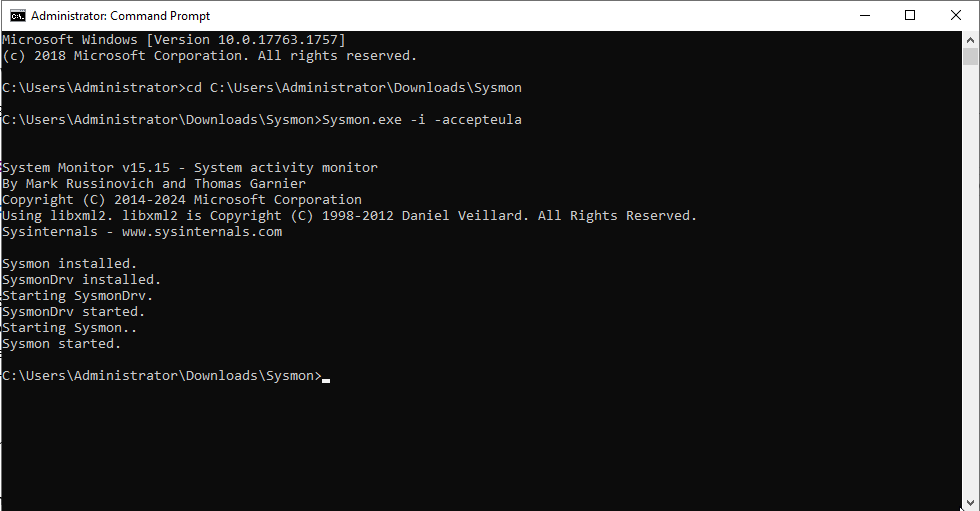 Administrator: Command Prompt
Microsoft Windows [Version 10.0.17763.1757]
(c) 2018 Microsoft Corporation. All rights reserved.
C:\Users\Administrator>cd C:\Users\Administrator\Downloads\Sysmon
C:\Users\Administrator\Downloads\Sysmon>Sysmon.exe -i -accepteula
System Monitor v15.15 - System activity monitor
By Mark Russinovich and Thomas Garnier
Copyright (C) 2014-2024 Microsoft Corporation
Using libxml2. libxml2 is Copyright (C) 1998-2012 Daniel Veillard. All Rights Reserved.
Sysinternals - www.sysinternals.com
Sysmon installed.
SysmonDrv installed.
Starting SysmonDrv.
SysmonDrv started.
Starting Sysmon..
Sysmon started.
C:\Users\Administrator\Downloads\Sysmon>